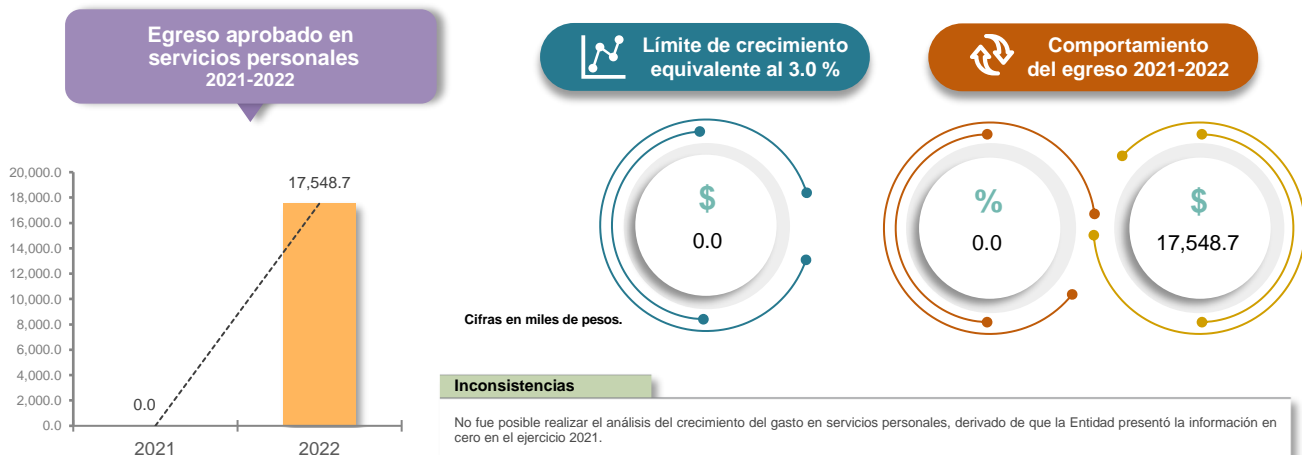 Egreso aprobado en
servicios personales
2021-2022
Límite de crecimiento
equivalente al 3.0 %
Comportamiento
del egreso 2021-2022
20,000.0
18,000.0
16,000.0
14,000.0
12,000.0
10,000.0
8,000.0
6,000.0
4,000.0
2,000.0
0.0
0.0
17,548.7
2021
2022
$
0.0
%
0.0
$
17,548.7
Cifras en miles de pesos.
Inconsistencias
No fue posible realizar el análisis del crecimiento del gasto en servicios personales, derivado de que la Entidad presentó la información en
cero en el ejercicio 2021.